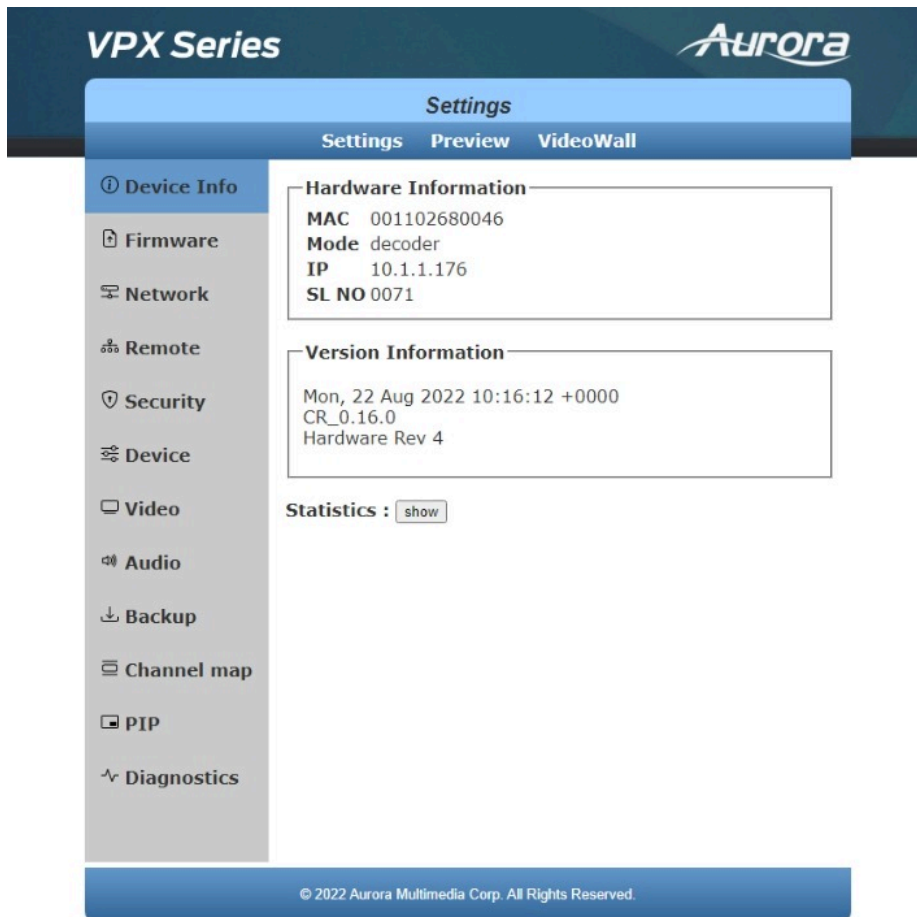 VPX Series
Aurora
Settings
Settings Preview VideoWall
Device Info
Firmware
Network
Remote
Security
Device
Video
Audio
Backup
Channel map
PIP
Diagnostics
Hardware Information
MAC 001102680046
Mode decoder
IP 10.1.1.176
SL NO 0071
Version Information
Mon, 22 Aug 2022 10:16:12 +0000
CR_0.16.0
Hardware Rev 4
Statistics : show
© 2022 Aurora Multimedia Corp. All Rights Reserved.